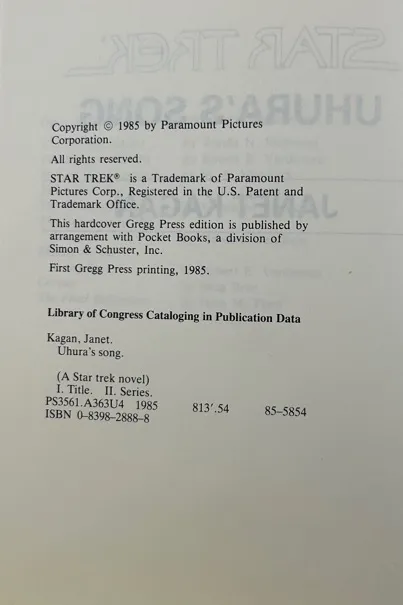 Copyright © 1985 by Paramount Pictures
Corporation.
All rights reserved.
STAR TREK® is a Trademark of Paramount
Pictures Corp., Registered in the U.S. Patent and
Trademark Office.
This hardcover Gregg Press edition is published by
arrangement with Pocket Books, a division of
Simon & Schuster, Inc.
First Gregg Press printing, 1985.
Library of Congress Cataloging in Publication Data
Kagan, Janet.
Uhura's song.
(A Star trek novel)
I. Title. II. Series.
PS3561.A363U4 1985 813'.54 85-5854
ISBN 0-8398-2888-8